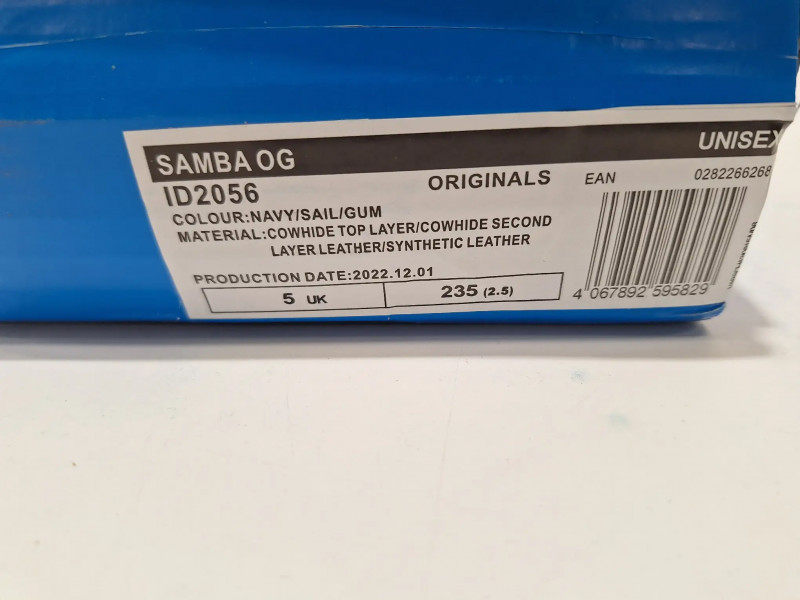 SAMBA OG
UNISEX
ID2056
ORIGINALS
EAN
0282266268
COLOUR:NAVY/SAIL/GUM
MATERIAL:COWHIDE TOP LAYER/COWHIDE SECOND
LAYER LEATHER/SYNTHETIC LEATHER
PRODUCTION DATE:2022.12.01
5 UK
235 (2.5)
4 067892 595829